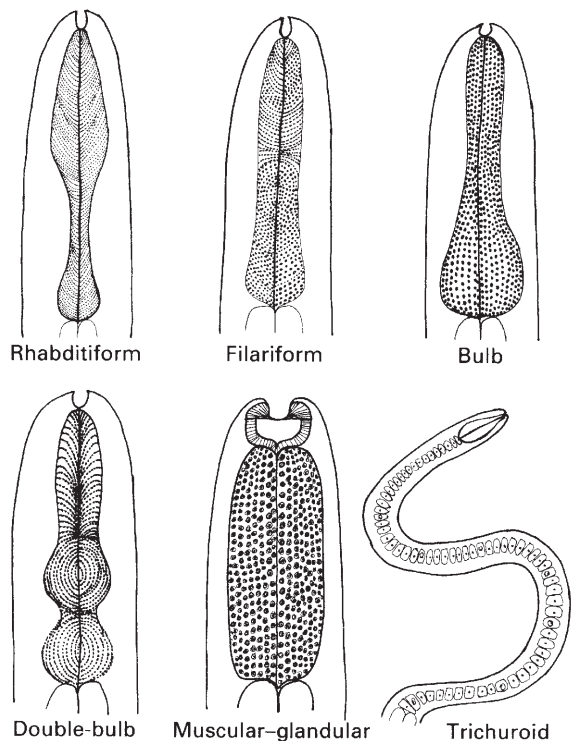 Rhabditiform
Filariform
Bulb
Double-bulb
Muscular–glandular
Trichuroid